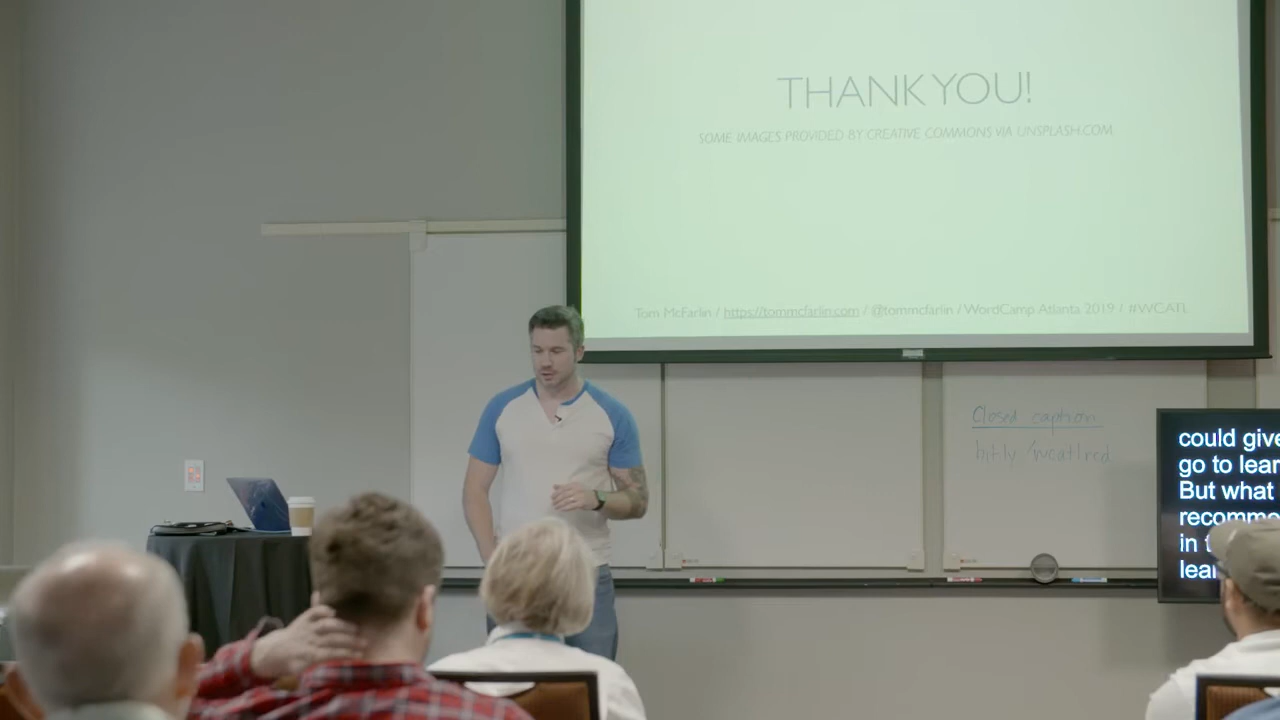 THANK YOU!
SOME IMAGES PROVIDED BY CREATIVE COMMONS VIA UNSPLASH.COM
Tom McFarlin / https://tommcfarlin.com / @tommcfarlin / WordCamp Atlanta 2019 / #WCATL
Closed caption
bit.ly/wcatlred
could give
go to lear
But what
recomme
in t
lear